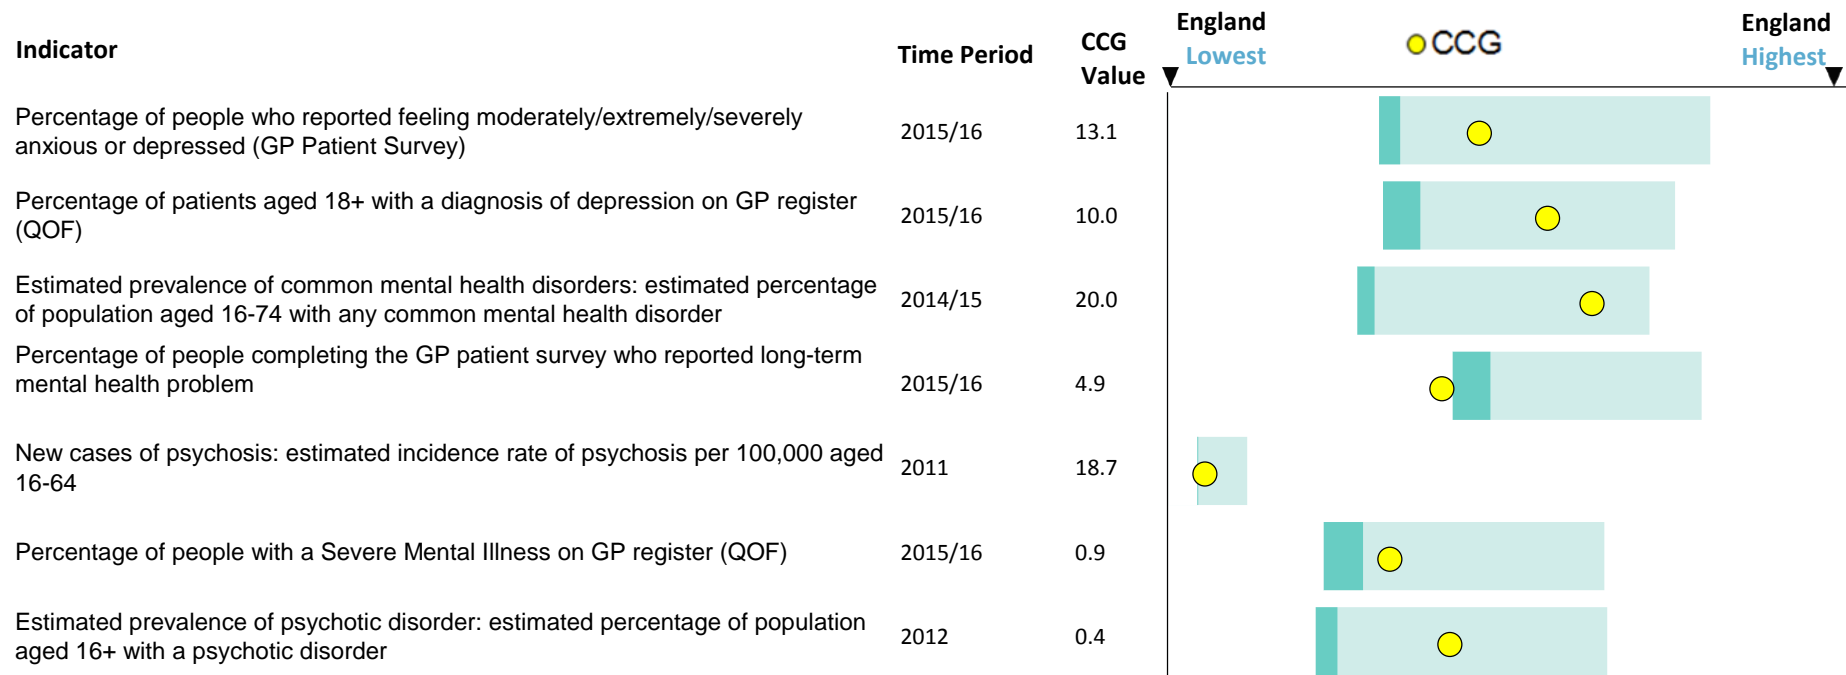 Indicator
Time Period
CCG
Value
England
Lowest
CCG
England
Highest
Percentage of people who reported feeling moderately/extremely/severely
anxious or depressed (GP Patient Survey)
2015/16
13.1
Percentage of patients aged 18+ with a diagnosis of depression on GP register
(QOF)
2015/16
10.0
Estimated prevalence of common mental health disorders: estimated percentage
of population aged 16-74 with any common mental health disorder
2014/15
20.0
Percentage of people completing the GP patient survey who reported long-term
mental health problem
2015/16
4.9
New cases of psychosis: estimated incidence rate of psychosis per 100,000 aged
16-64
2011
18.7
Percentage of people with a Severe Mental Illness on GP register (QOF)
2015/16
0.9
Estimated prevalence of psychotic disorder: estimated percentage of population
aged 16+ with a psychotic disorder
2012
0.4